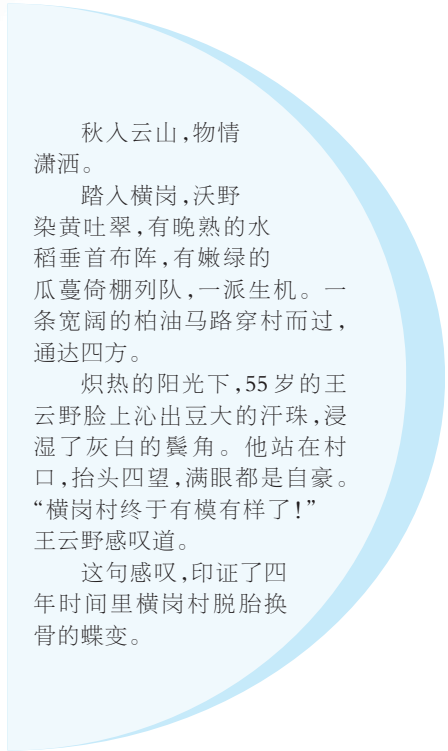 秋入云山，物情
潇洒。
踏入横岗，沃野
染黄吐翠，有晚熟的水
稻垂首布阵，有嫩绿的
瓜蔓倚棚列队，一派生机。一
条宽阔的柏油马路穿村而过，
通达四方。
炽热的阳光下，55岁的王
云野脸上沁出豆大的汗珠，浸
湿了灰白的鬓角。他站在村
口，抬头四望，满眼都是自豪。
“横岗村终于有模有样了！”
王云野感叹道。
这句感叹，印证了四
年时间里横岗村脱胎换
骨的蝶变。